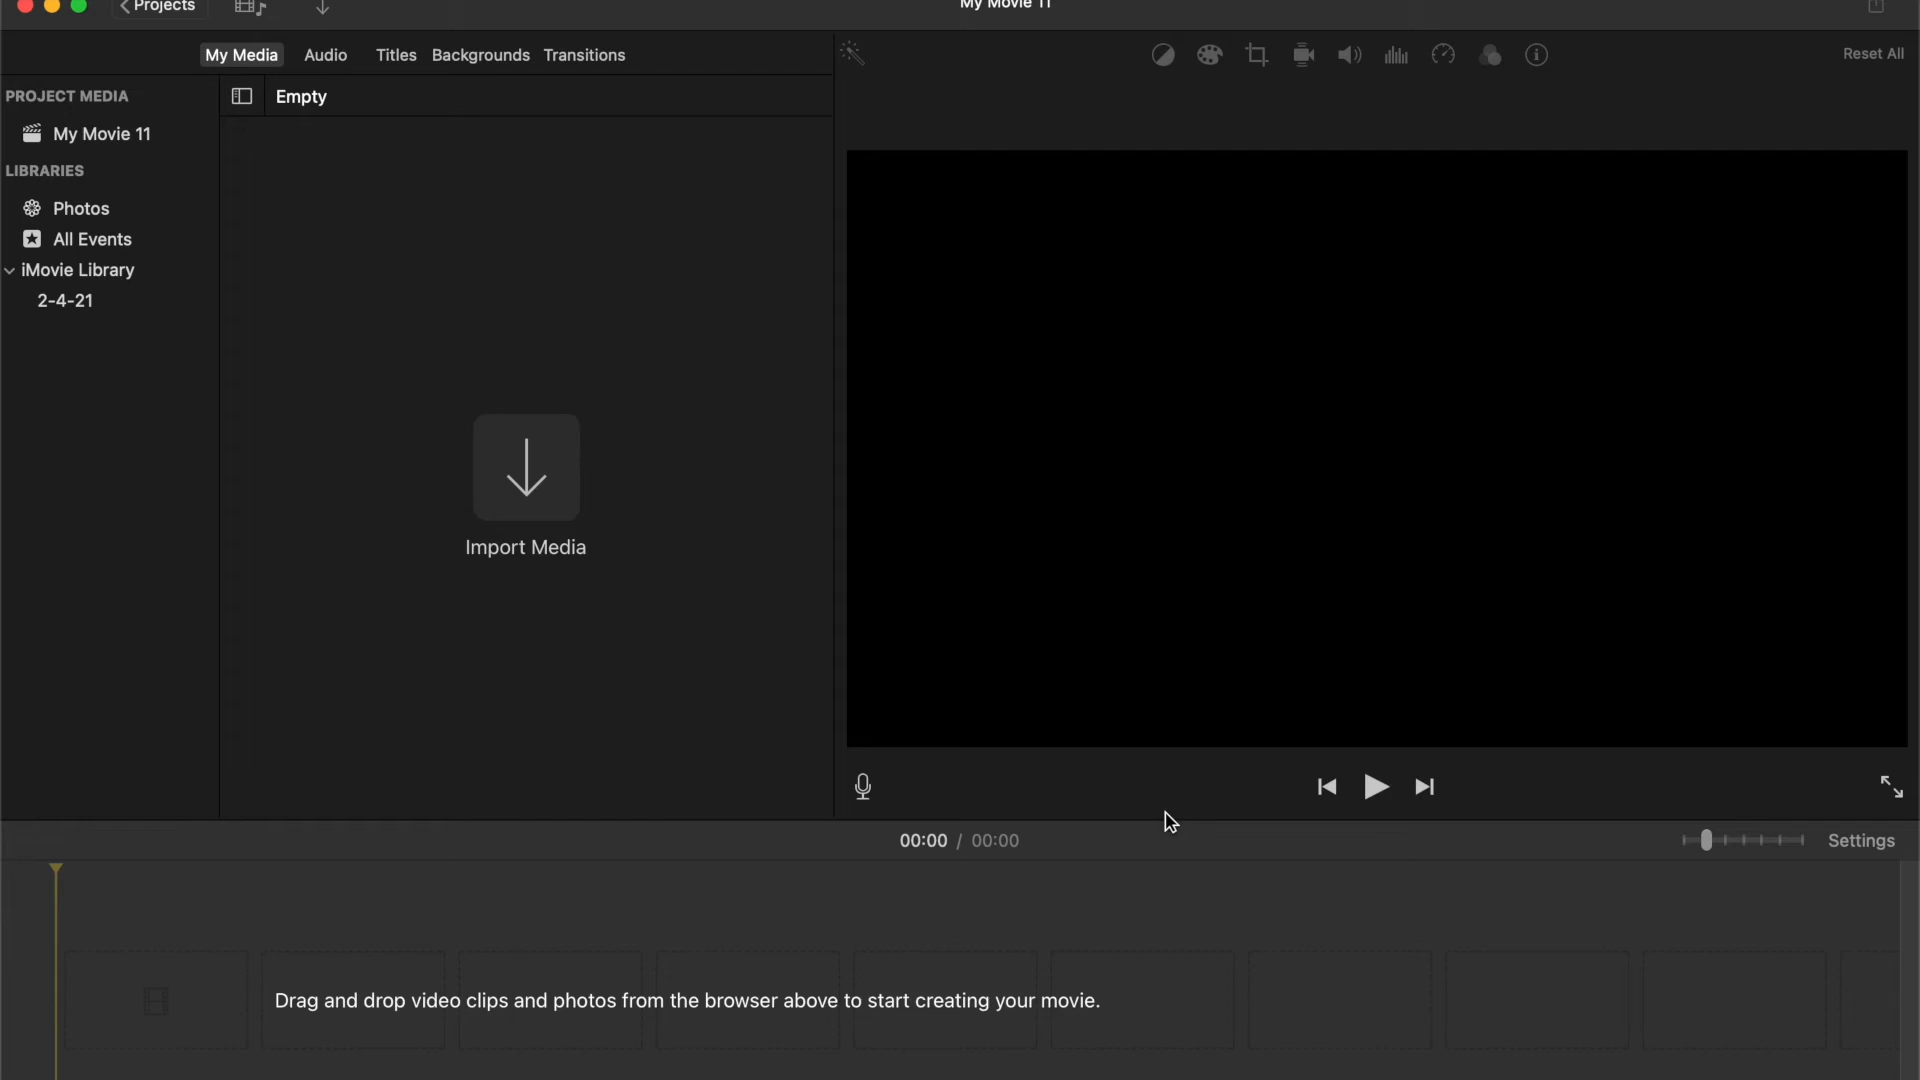 Projects
My Movie 11
My Media Audio Titles Backgrounds Transitions
Reset All
PROJECT MEDIA
Empty
My Movie 11
LIBRARIES
Photos
All Events
iMovie Library
2-4-21
Import Media
00:00 / 00:00
Settings
Drag and drop video clips and photos from the browser above to start creating your movie.